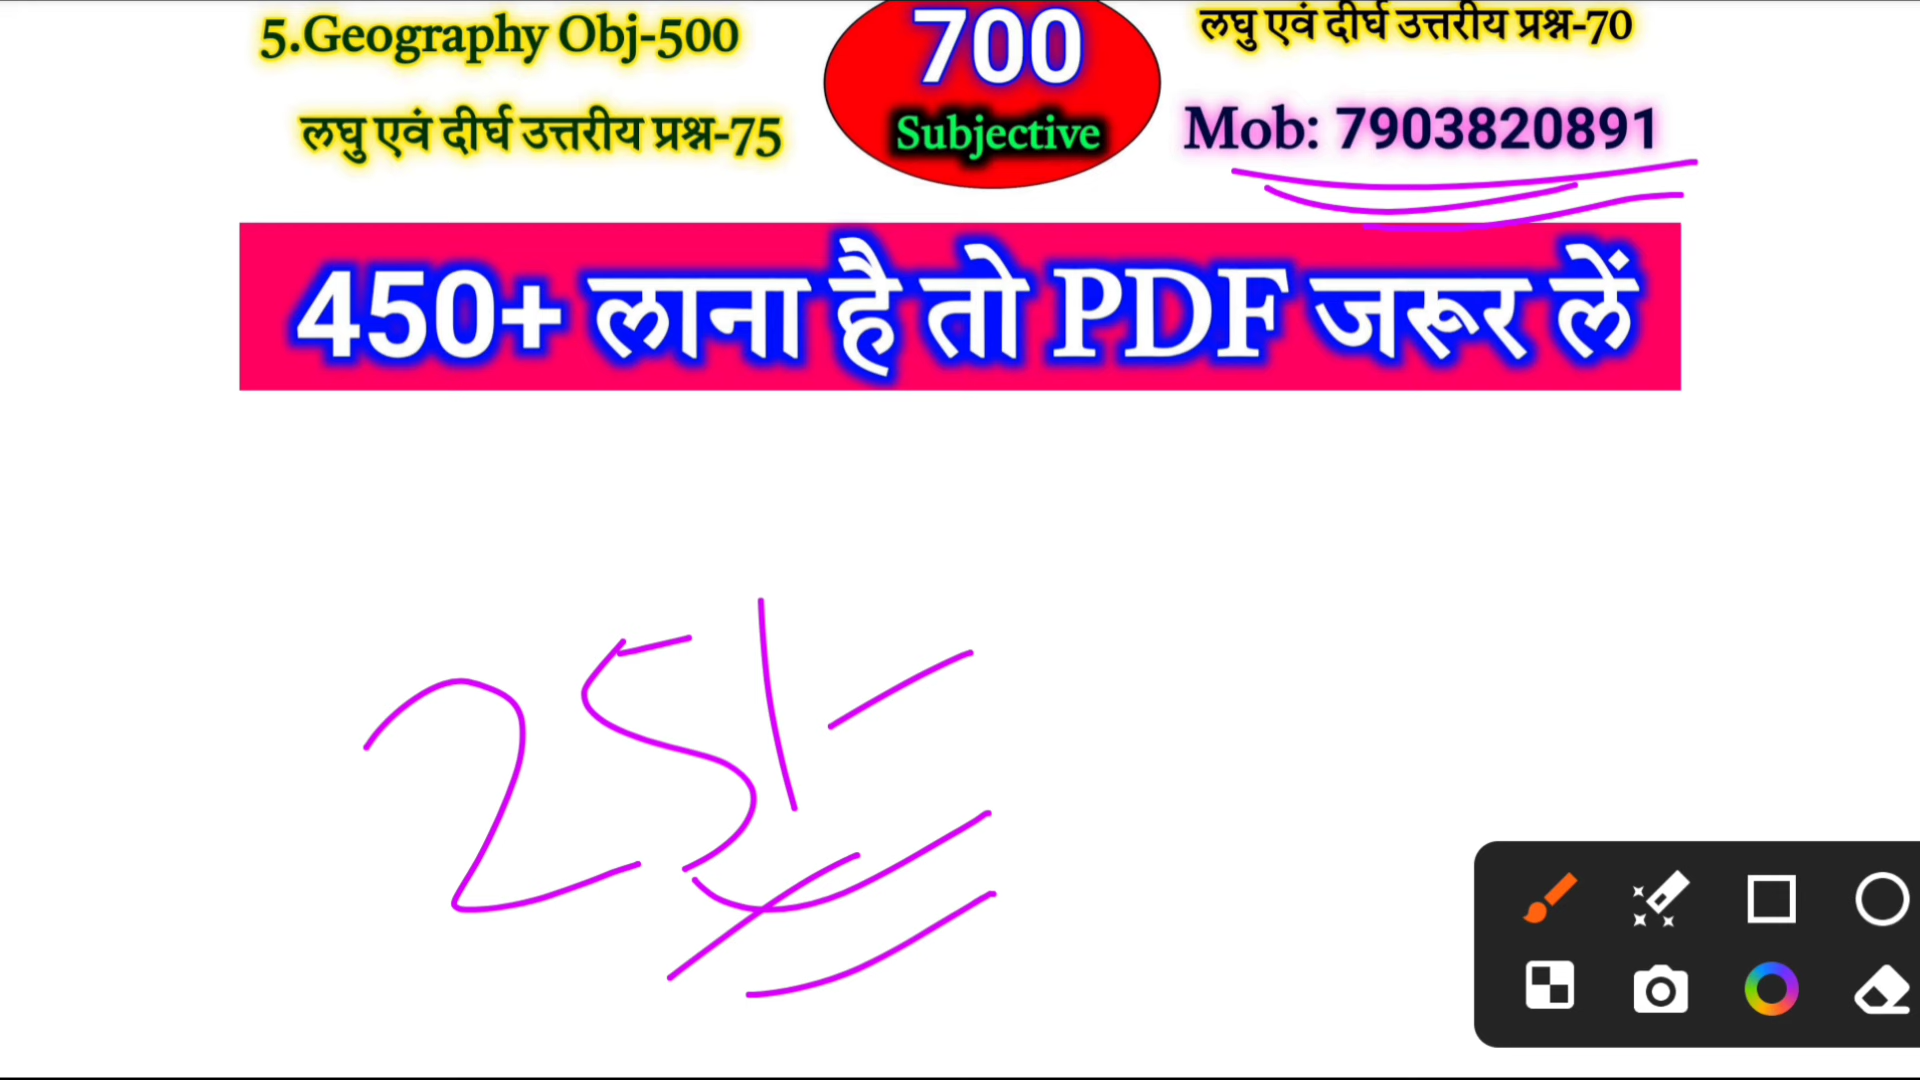 5.Geography Obj-500
लघु एवं दीर्घ उत्तरीय प्रश्न-75
700
Subjective
लघु एवं दीर्घ उत्तरीय प्रश्न-70
Mob: 7903820891
450+ लाना है तो PDF जरूर लें
25/-